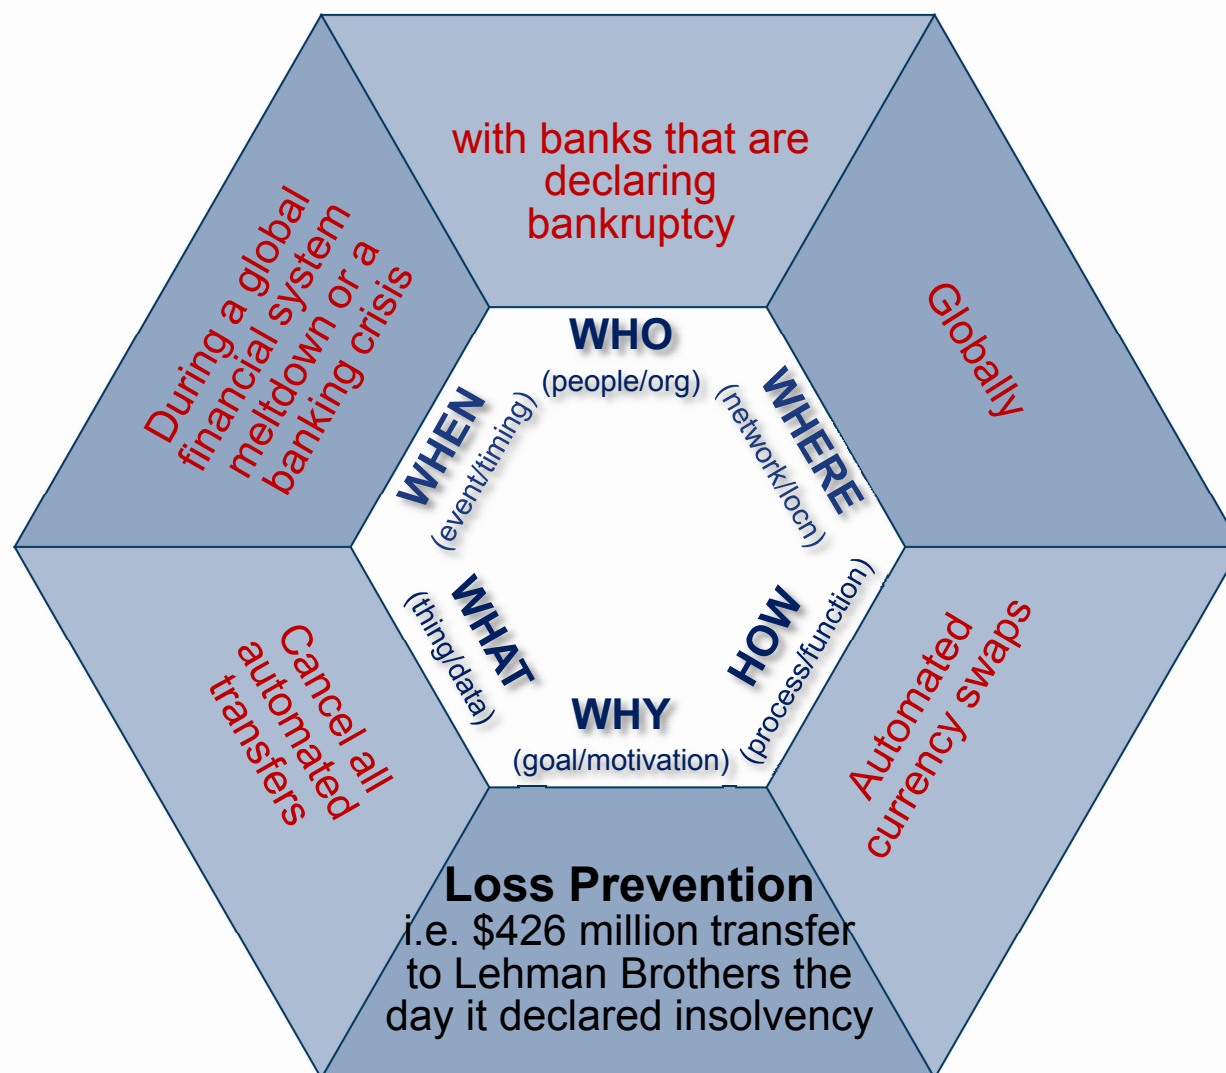 with banks that are
declaring
bankruptcy
During a global
financial system
meltdown or a
banking crisis
Globally
WHO
(people/org)
WHEN
(event/timing)
WHERE
(network/locn)
WHAT
(thing/data)
HOW
(process/function)
WHY
(goal/motivation)
Cancel all
automated
transfers
Automated
currency swaps
Loss Prevention
i.e. $426 million transfer
to Lehman Brothers the
day it declared insolvency